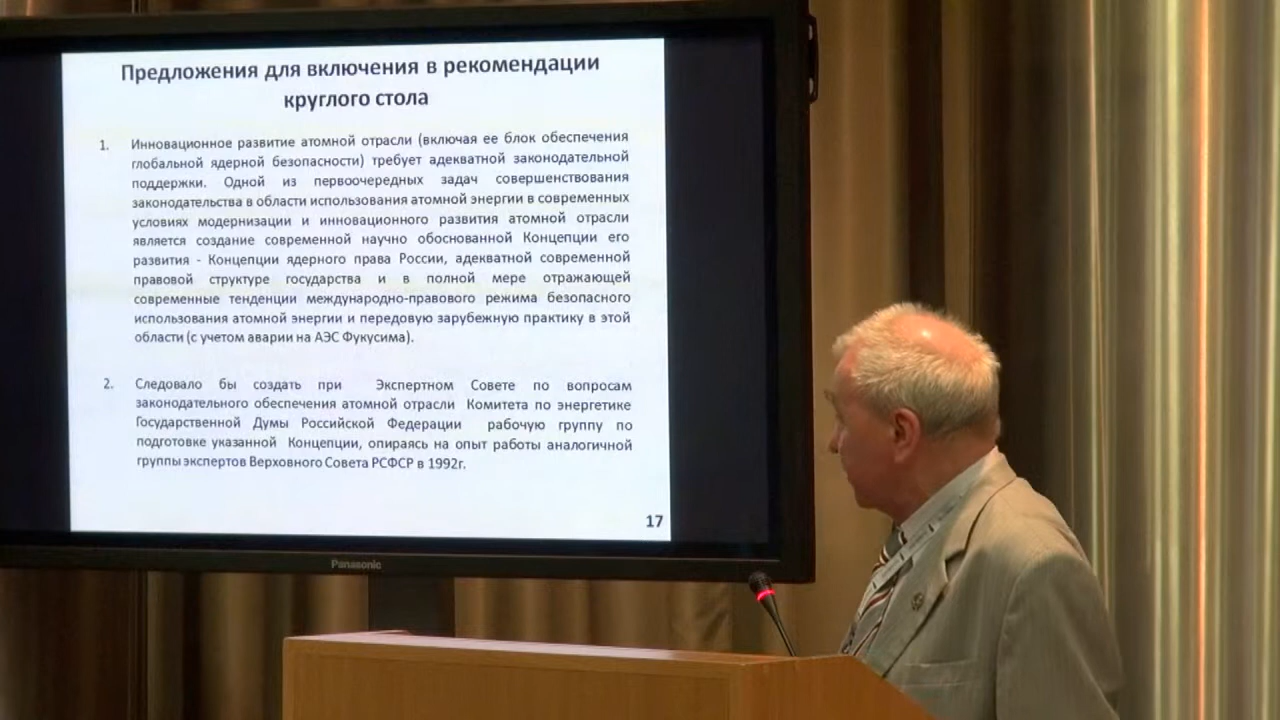 Предложения для включения в рекомендации
круглого стола
1. Инновационное развитие атомной отрасли (включая ее блок обеспечения
глобальной ядерной безопасности) требует адекватной законодательной
поддержки. Одной из первоочередных задач совершенствования
законодательства в области использования атомной энергии в современных
условиях модернизации и инновационного развития атомной отрасли
является создание современной научно обоснованной Концепции его
развития - Концепции ядерного права России, адекватной современной
правовой структуре государства и в полной мере отражающей
современные тенденции международно-правового режима безопасного
использования атомной энергии и передовую зарубежную практику в этой
области (с учетом аварии на АЭС Фукусима).
2. Следовало бы создать при Экспертном Совете по вопросам
законодательного обеспечения атомной отрасли Комитета по энергетике
Государственной Думы Российской Федерации рабочую группу по
подготовке указанной Концепции, опираясь на опыт работы аналогичной
группы экспертов Верховного Совета РСФСР в 1992г.
17
Panasonic